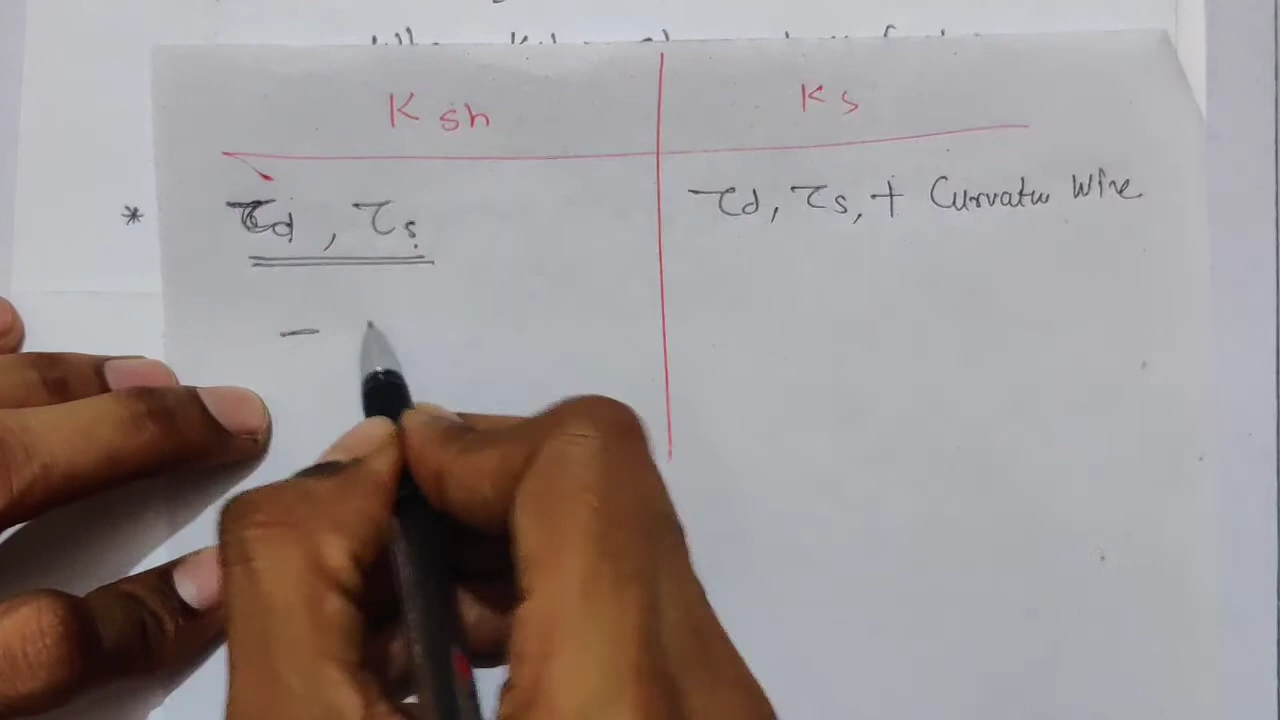 K sh
K s
* τd, τs
τd, τs, + Curvatu Wire
-